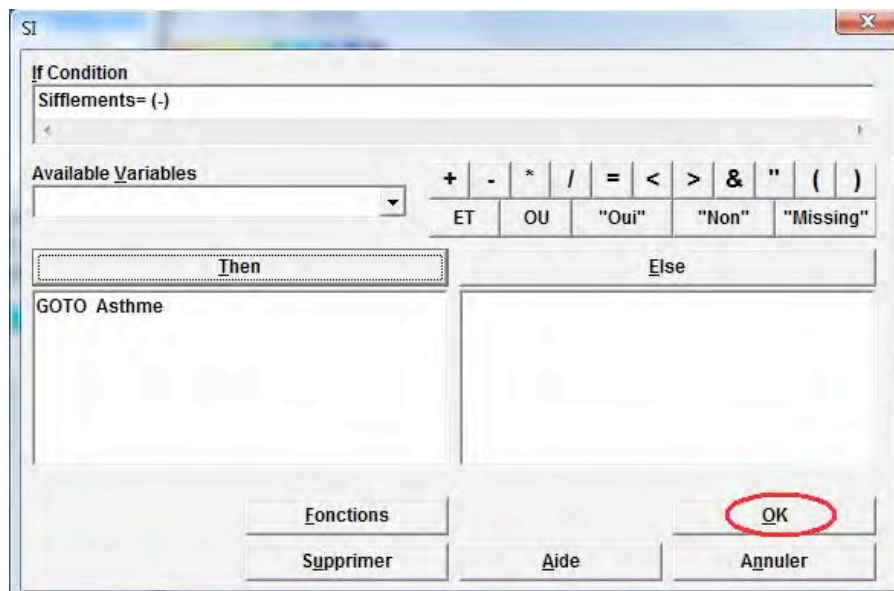 SI
If Condition
Sifflements= (-)
Available Variables
+ - * / = < > & " ( )
ET OU "Oui" "Non" "Missing"
Then Else
GOTO Asthme
Fonctions OK
Supprimer Aide Annuler